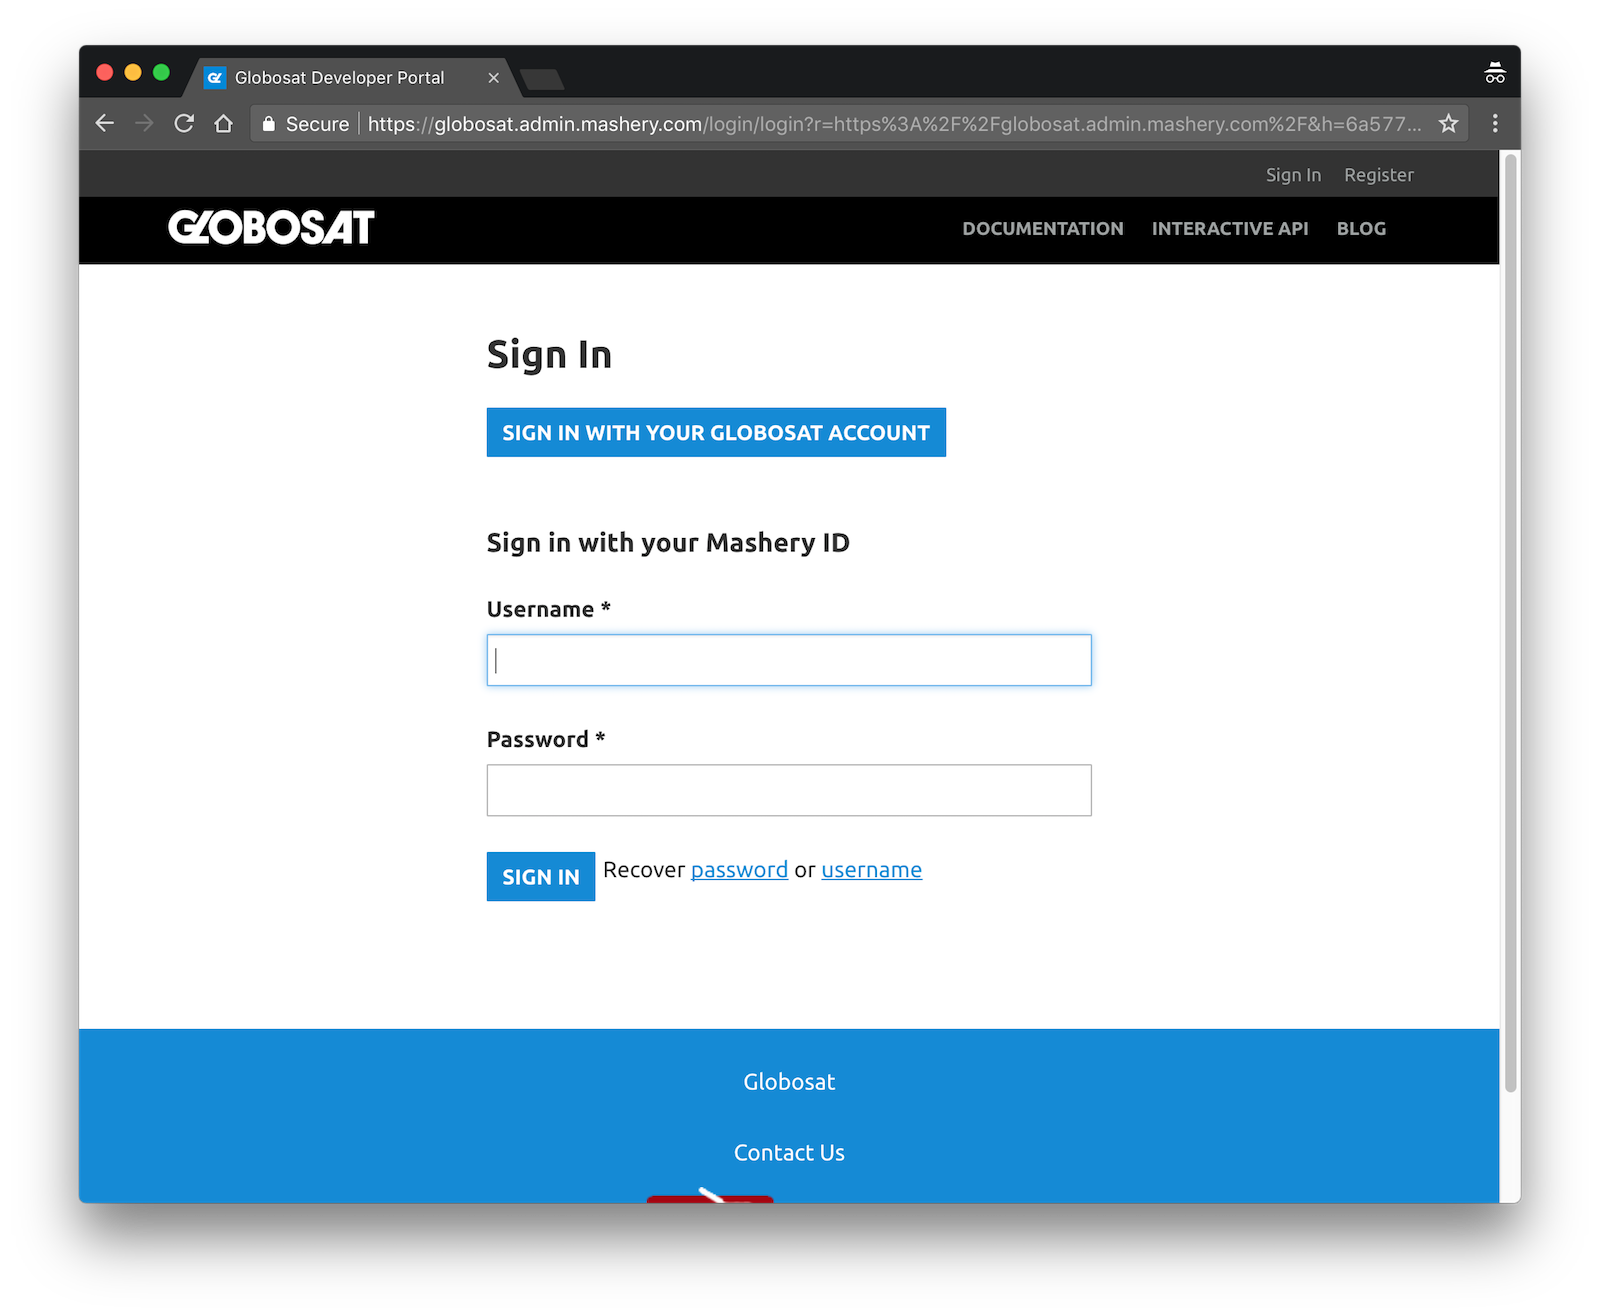 Globosat Developer Portal
Secure
https://globosat.admin.mashery.com/login/login?r=https%3A%2F%2Fglobosat.admin.mashery.com%2F&h=6a577...
Sign In
Register
GLOBOSAT
DOCUMENTATION
INTERACTIVE API
BLOG
Sign In
SIGN IN WITH YOUR GLOBOSAT ACCOUNT
Sign in with your Mashery ID
Username *
Password *
SIGN IN
Recover password or username
Globosat
Contact Us